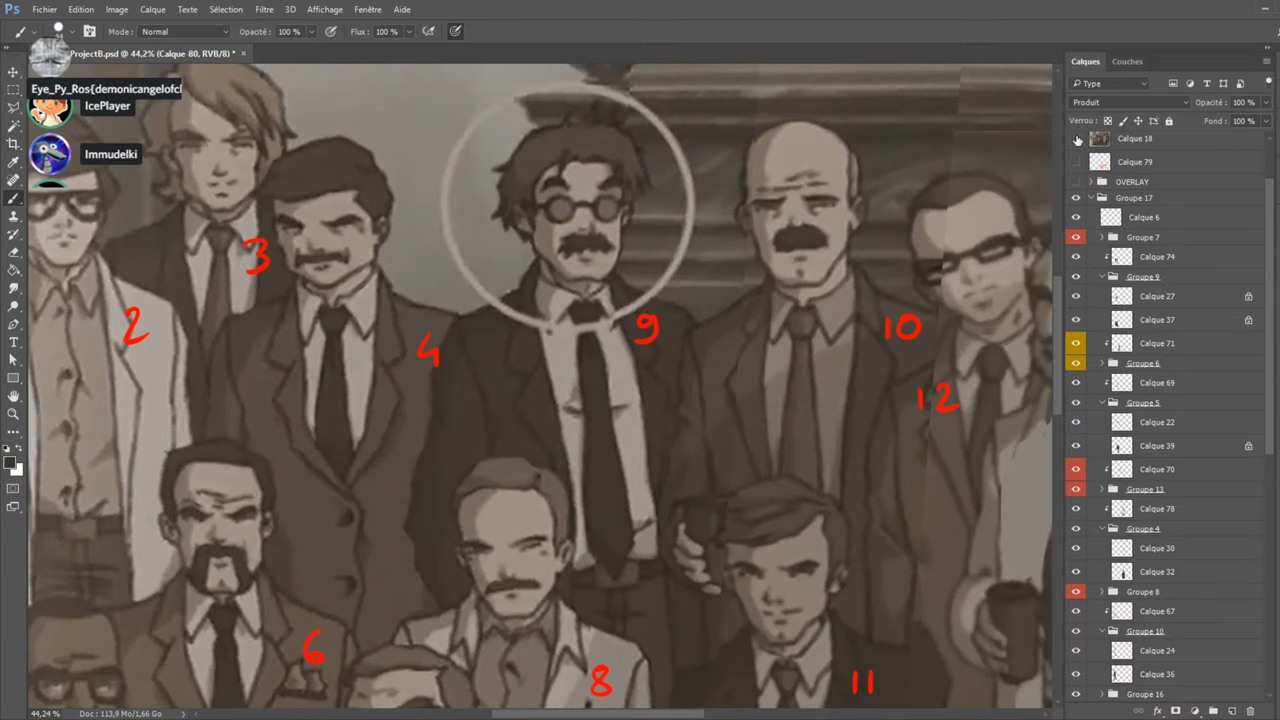 Fichier Edition Image Calque Texte Sélection Filtre 3D Affichage Fenêtre Aide
Mode : Normal Opacité : 100 % Flux : 100 %
ProjectB.psd @ 44,2% (Calque 80, RVB/8) *
Eye_Py_Ros{demonicangelofcl
IcePlayer
Immudelki
2
3
4
9
10
12
6
8
11
Calques Couches
Type
Produit Opacité : 100 %
Verrou : Fond : 100 %
Calque 18
Calque 79
OVERLAY
Groupe 17
Calque 6
Groupe 7
Calque 74
Groupe 9
Calque 27
Calque 37
Calque 71
Groupe 6
Calque 69
Groupe 5
Calque 22
Calque 39
Calque 70
Groupe 13
Calque 78
Groupe 4
Calque 30
Calque 32
Groupe 8
Calque 67
Groupe 10
Calque 24
Calque 36
Groupe 16
44,24 % Doc : 113,9 Mo/1,66 Go